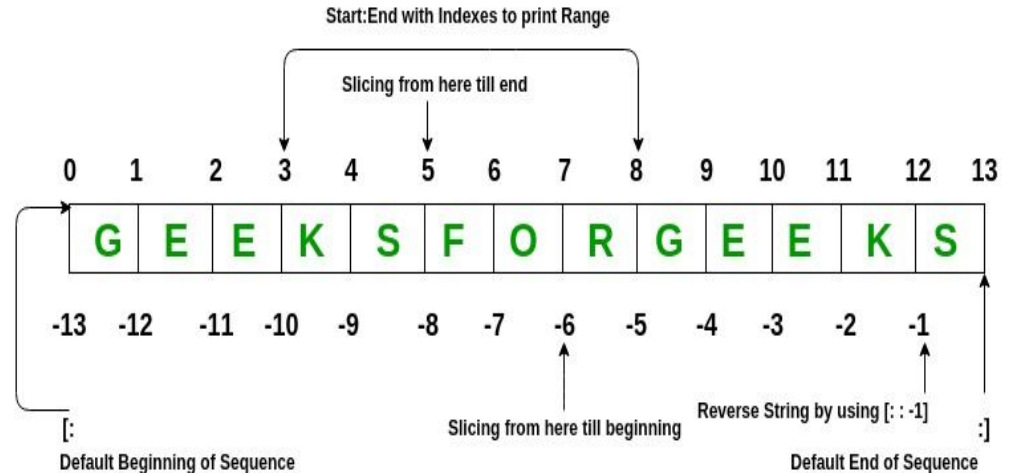 Start:End with Indexes to print Range
Slicing from here till end
0 1 2 3 4 5 6 7 8 9 10 11 12 13
G E E K S F O R G E E K S
-13 -12 -11 -10 -9 -8 -7 -6 -5 -4 -3 -2 -1
Reverse String by using [: : -1]
[: Slicing from here till beginning :]
Default Beginning of Sequence Default End of Sequence